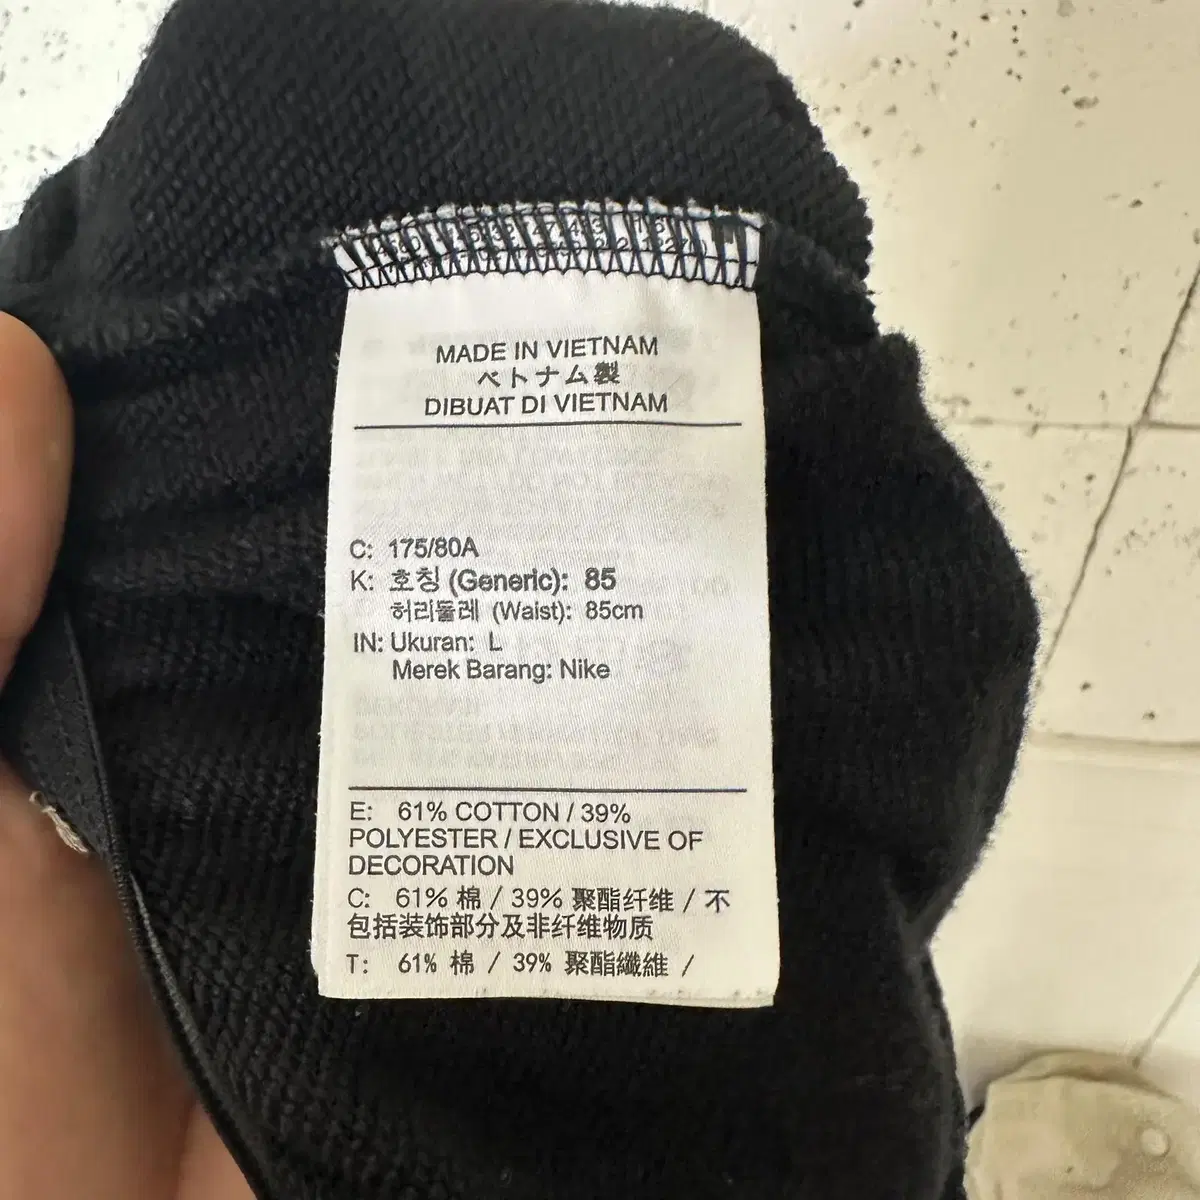 MADE IN VIETNAM
ベトナム製
DIBUAT DI VIETNAM
C: 175/80A
K: 호칭 (Generic): 85
허리둘레 (Waist): 85cm
IN: Ukuran: L
Merek Barang: Nike
E: 61% COTTON / 39%
POLYESTER / EXCLUSIVE OF
DECORATION
C: 61% 棉 / 39% 聚酯纤维 / 不
包括装饰部分及非纤维物质
T: 61% 棉 / 39% 聚酯纖維 /